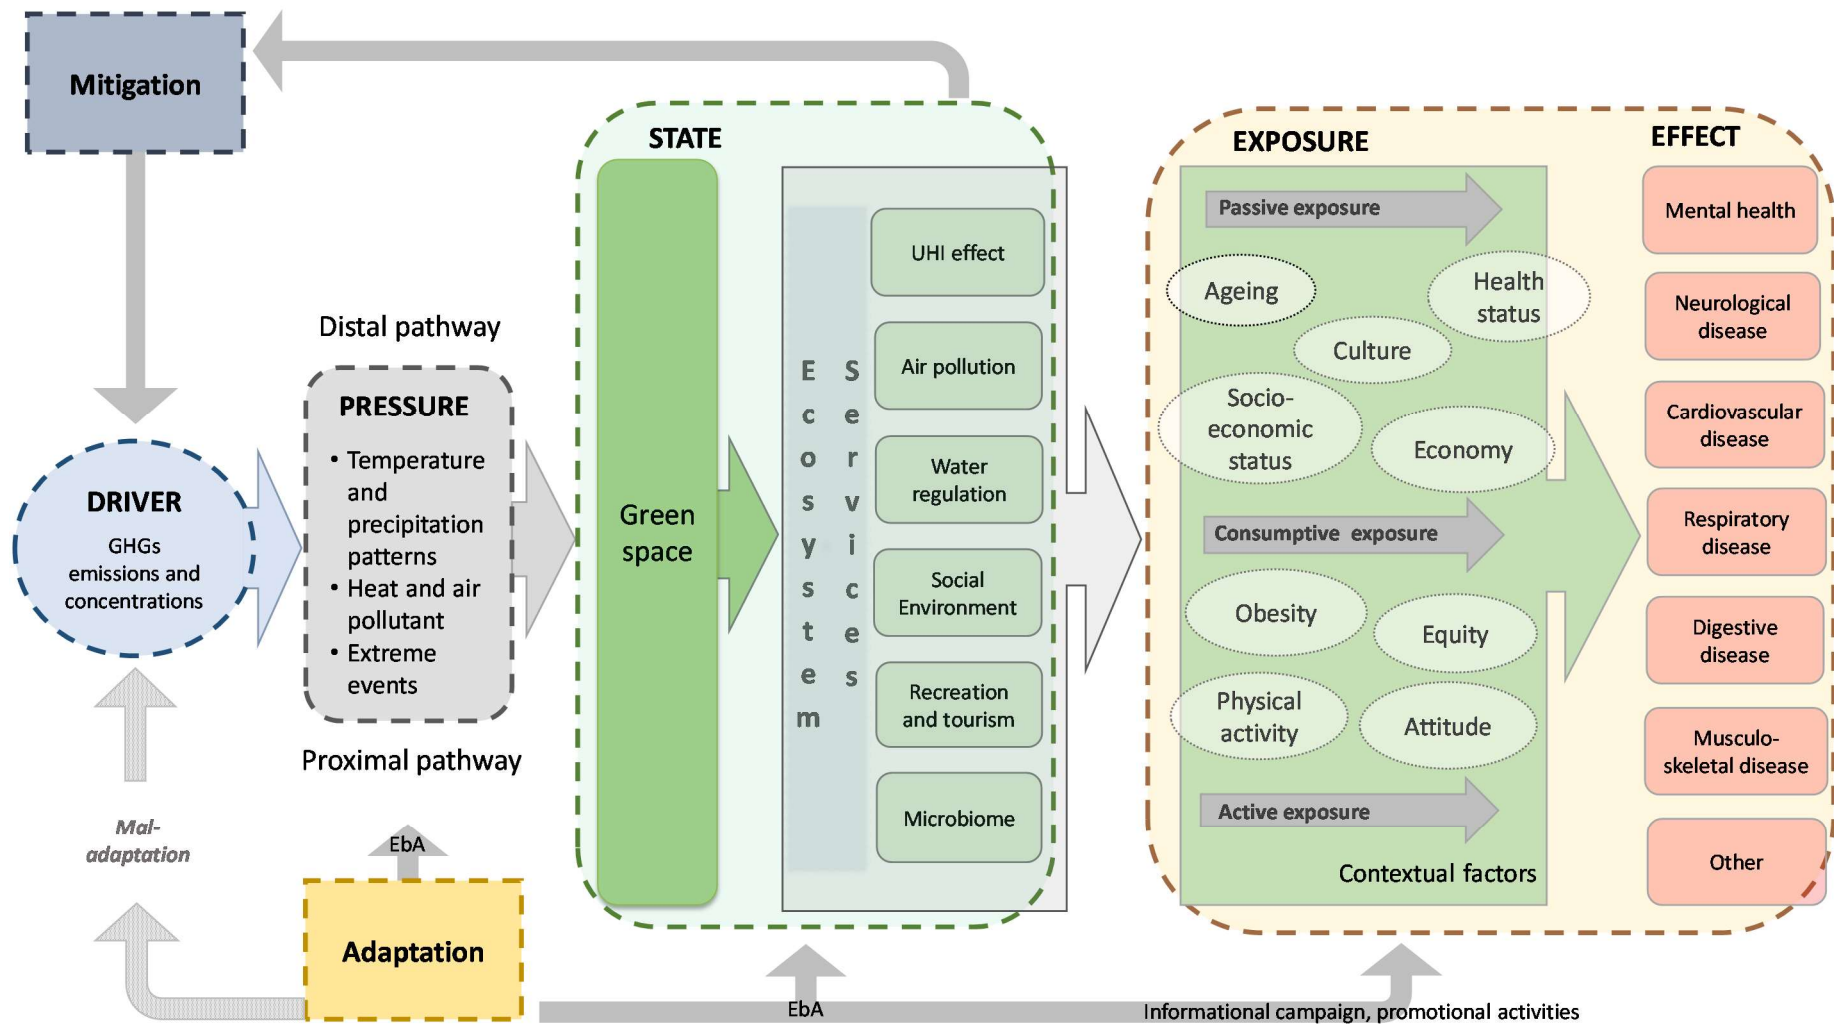 Mitigation
DRIVER
GHGs
emissions and
concentrations
Mal-
adaptation
Distal pathway
PRESSURE
• Temperature
and
precipitation
patterns
• Heat and air
pollutant
• Extreme
events
Proximal pathway
EbA
Adaptation
STATE
Green
space
Ecosystem
Services
UHI effect
Air pollution
Water
regulation
Social
Environment
Recreation
and tourism
Microbiome
EbA
EXPOSURE
Passive exposure
Ageing
Health
status
Culture
Socio-
economic
status
Economy
Consumptive exposure
Obesity
Equity
Physical
activity
Attitude
Active exposure
Contextual factors
Informational campaign, promotional activities
EFFECT
Mental health
Neurological
disease
Cardiovascular
disease
Respiratory
disease
Digestive
disease
Musculo-
skeletal disease
Other